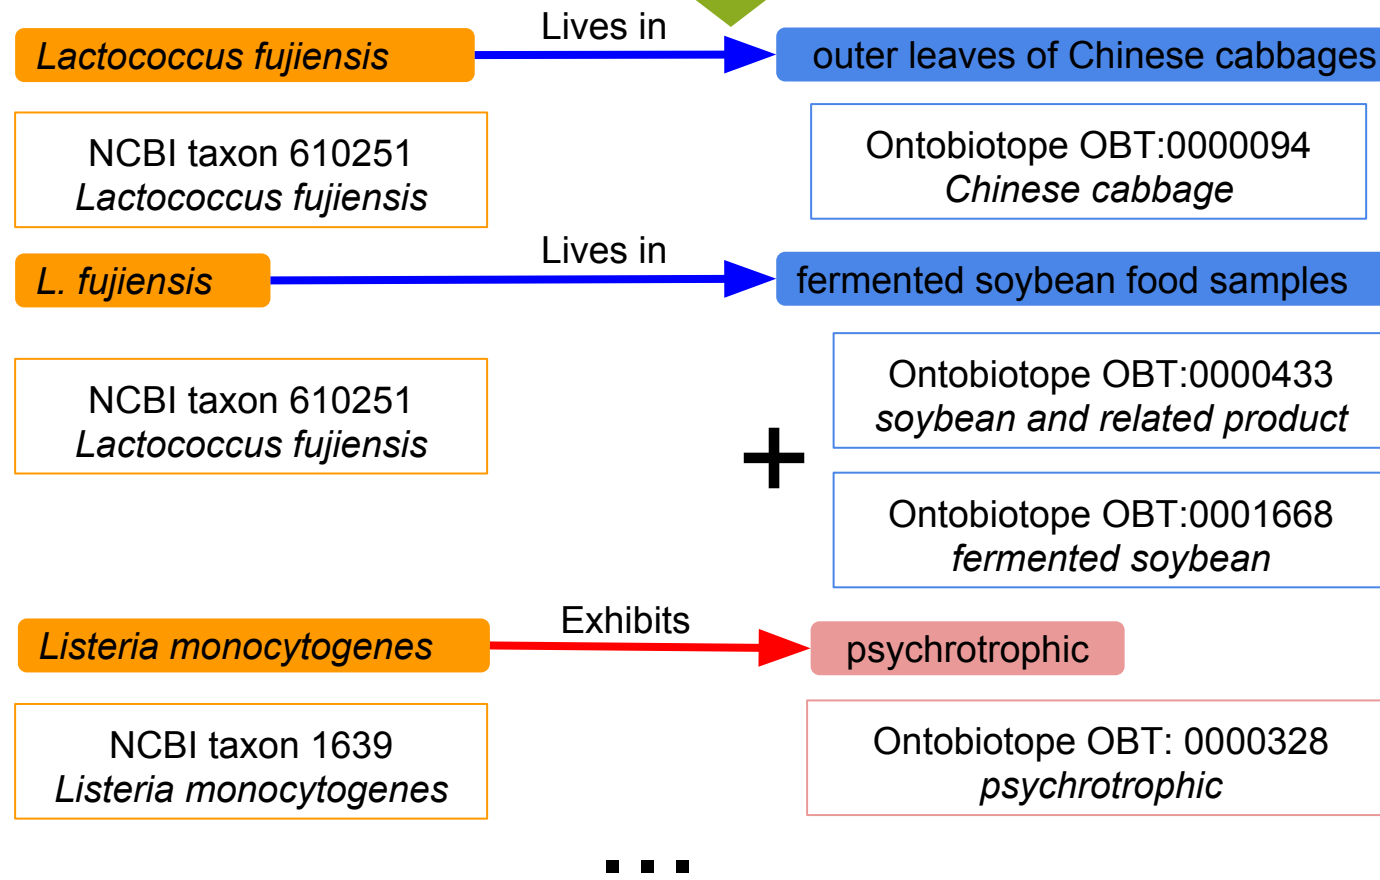 Lives in
Lactococcus fujiensis
outer leaves of Chinese cabbages
NCBI taxon 610251
Lactococcus fujiensis
Ontobiotope OBT:0000094
Chinese cabbage
Lives in
L. fujiensis
fermented soybean food samples
NCBI taxon 610251
Lactococcus fujiensis
Ontobiotope OBT:0000433
soybean and related product
+
Ontobiotope OBT:0001668
fermented soybean
Exhibits
Listeria monocytogenes
psychrotrophic
NCBI taxon 1639
Listeria monocytogenes
Ontobiotope OBT: 0000328
psychrotrophic
...